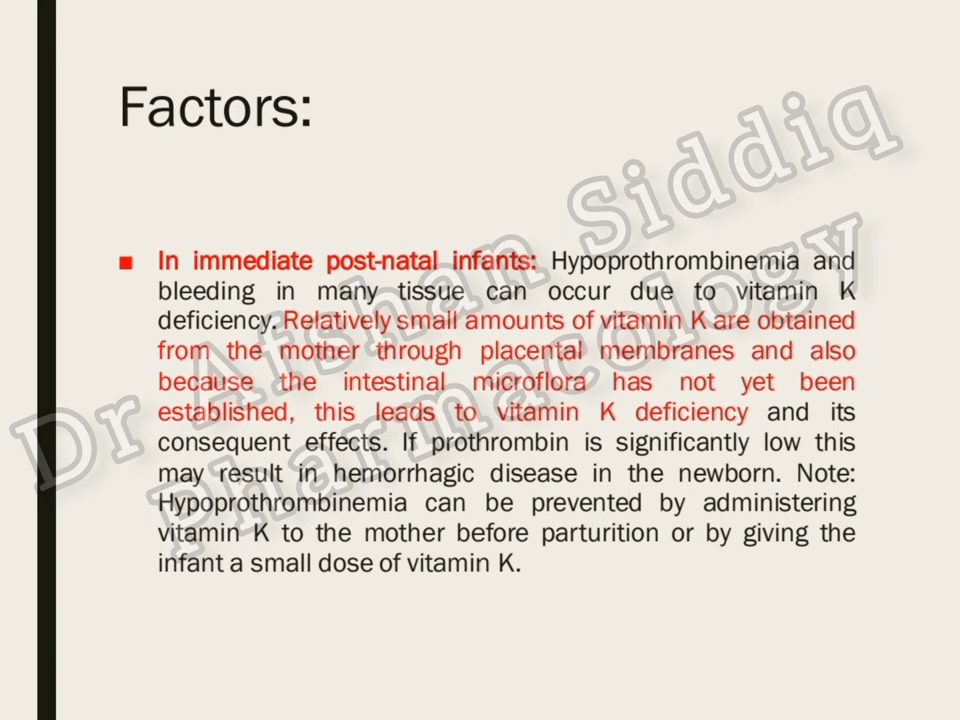 Factors:
In immediate post-natal infants: Hypoprothrombinemia and
bleeding in many tissue can occur due to vitamin K
deficiency. Relatively small amounts of vitamin K are obtained
from the mother through placental membranes and also
because the intestinal microflora has not yet been
established, this leads to vitamin K deficiency and its
consequent effects. If prothrombin is significantly low this
may result in hemorrhagic disease in the newborn. Note:
Hypoprothrombinemia can be prevented by administering
vitamin K to the mother before parturition or by giving the
infant a small dose of vitamin K.
Dr Afshan Siddiq
Pharmacology